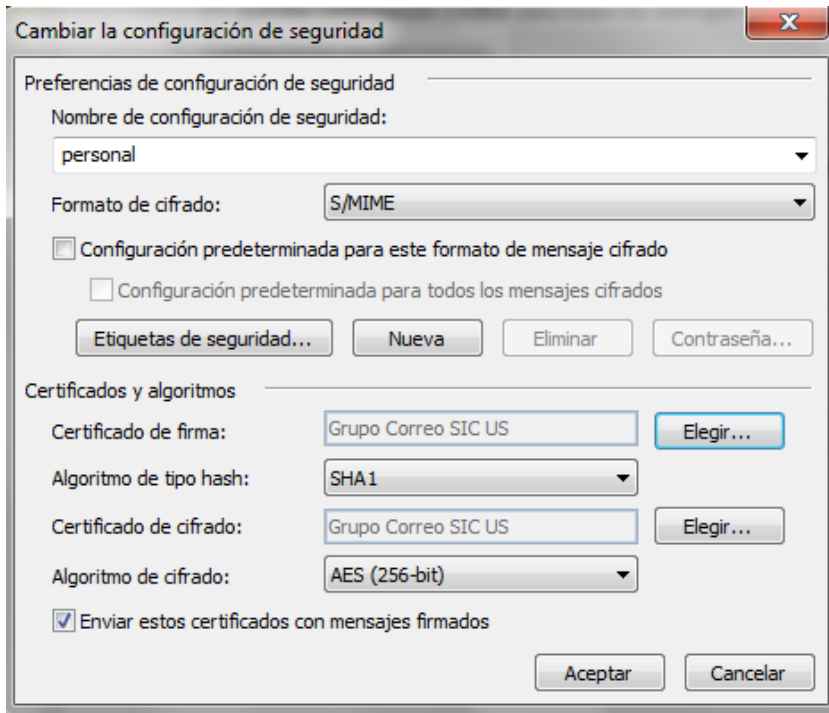 Cambiar la configuración de seguridad
Preferencias de configuración de seguridad
Nombre de configuración de seguridad:
personal
Formato de cifrado: S/MIME
Configuración predeterminada para este formato de mensaje cifrado
Configuración predeterminada para todos los mensajes cifrados
Etiquetas de seguridad... Nueva Eliminar Contraseña...
Certificados y algoritmos
Certificado de firma: Grupo Correo SIC US Elegir...
Algoritmo de tipo hash: SHA1
Certificado de cifrado: Grupo Correo SIC US Elegir...
Algoritmo de cifrado: AES (256-bit)
Enviar estos certificados con mensajes firmados
Aceptar Cancelar